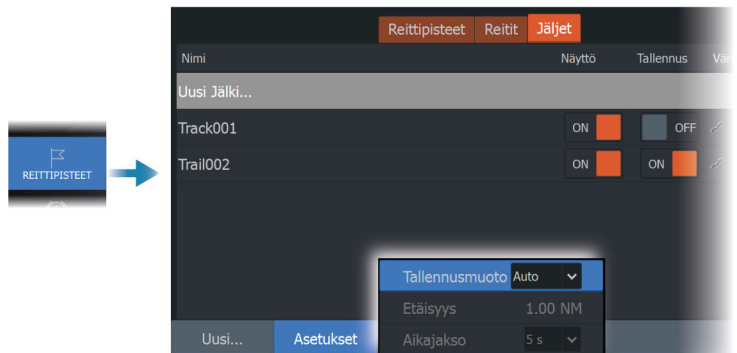 Reittipisteet Reitit Jäljet
Nimi Näyttö Tallennus
Uusi Jälki...
Track001 ON OFF
Trail002 ON ON
REITTIPISTEET
Tallennusmuoto Auto
Etäisyys 1.00 NM
Uusi... Asetukset Aikajakso 5 s